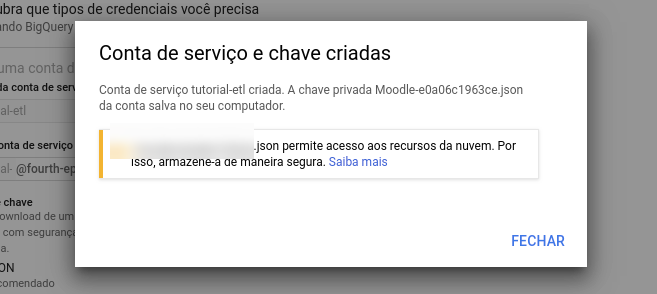 ubra que tipos de credenciais você precisa
ando BigQuery
uma conta d
da conta de serv
al-etl
conta de serviço
al- @fourth-ep
e chave
ownload de um
com segurança
a.
ON
comendado
Conta de serviço e chave criadas
Conta de serviço tutorial-etl criada. A chave privada Moodle-e0a06c1963ce.json
da conta salva no seu computador.
.json permite acesso aos recursos da nuvem. Por
isso, armazene-a de maneira segura. Saiba mais
FECHAR